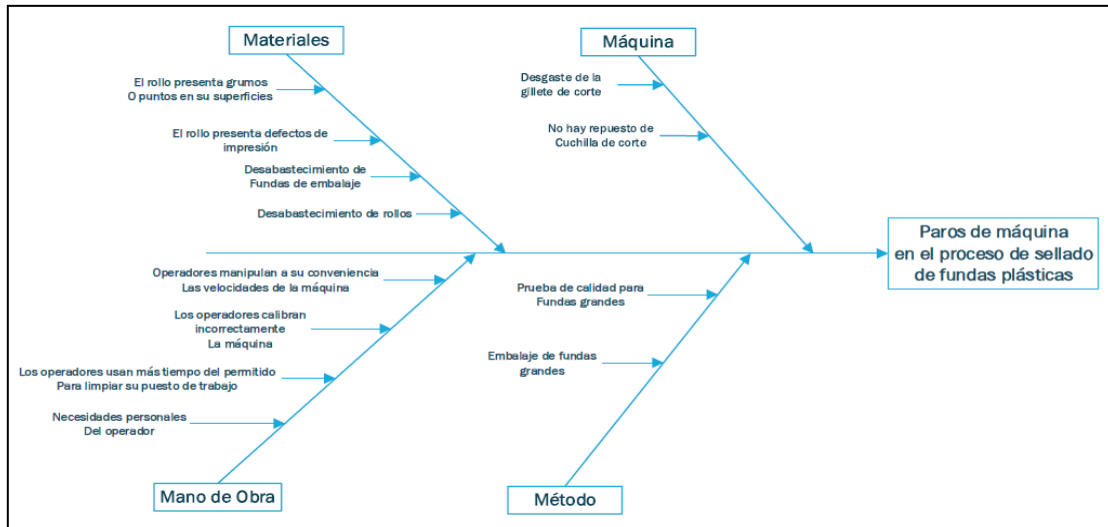 Materiales
El rollo presenta grumos
O puntos en su superficies
El rollo presenta defectos de
impresión
Desabastecimiento de
Fundas de embalaje
Desabastecimiento de rollos
Máquina
Desgaste de la
gillete de corte
No hay repuesto de
Cuchilla de corte
Paros de máquina
en el proceso de sellado
de fundas plásticas
Operadores manipulan a su conveniencia
Las velocidades de la máquina
Los operadores calibran
incorrectamente
La máquina
Los operadores usan más tiempo del permitido
Para limpiar su puesto de trabajo
Necesidades personales
Del operador
Mano de Obra
Prueba de calidad para
Fundas grandes
Embalaje de fundas
grandes
Método